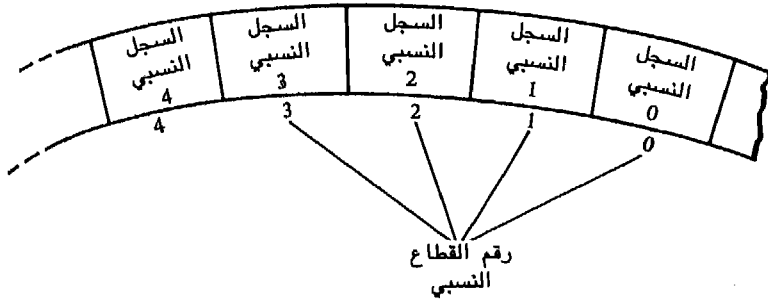 السجل
النسبي
0
السجل
النسبي
1
السجل
النسبي
2
السجل
النسبي
3
السجل
النسبي
4
0
1
2
3
4
رقم القطاع
النسبي